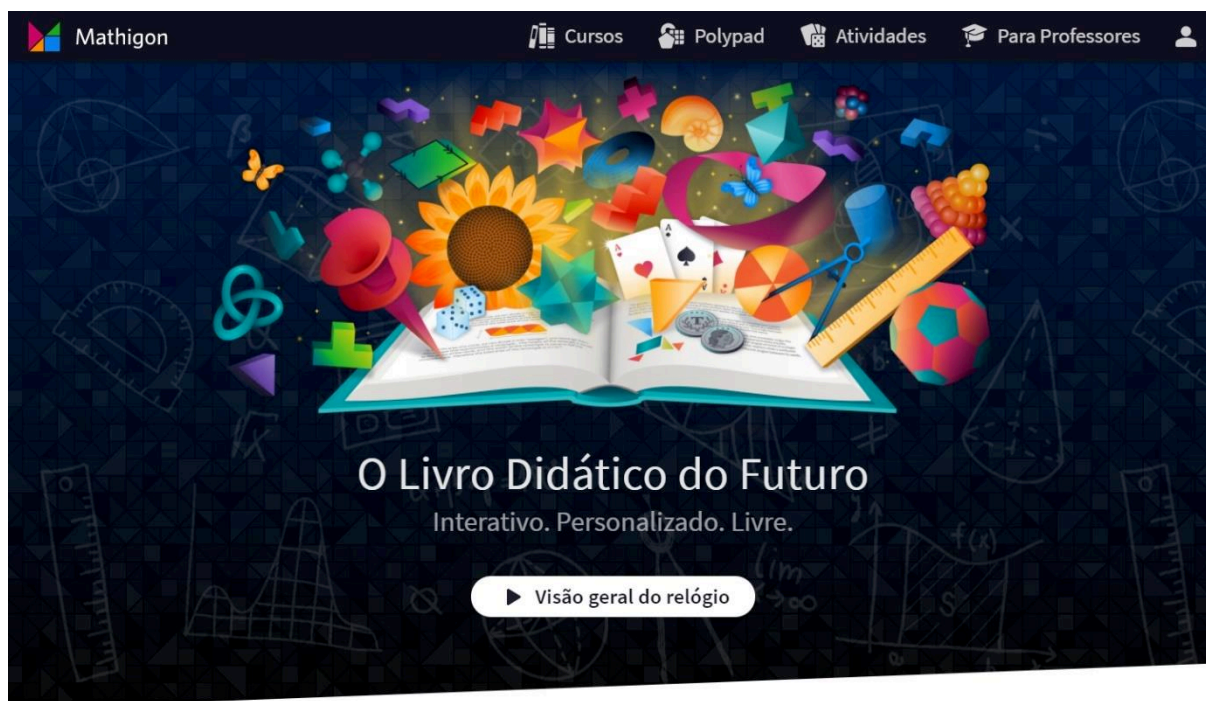 Mathigon
Cursos
Polypad
Atividades
Para Professores
O Livro Didático do Futuro
Interativo. Personalizado. Livre.
Visão geral do relógio